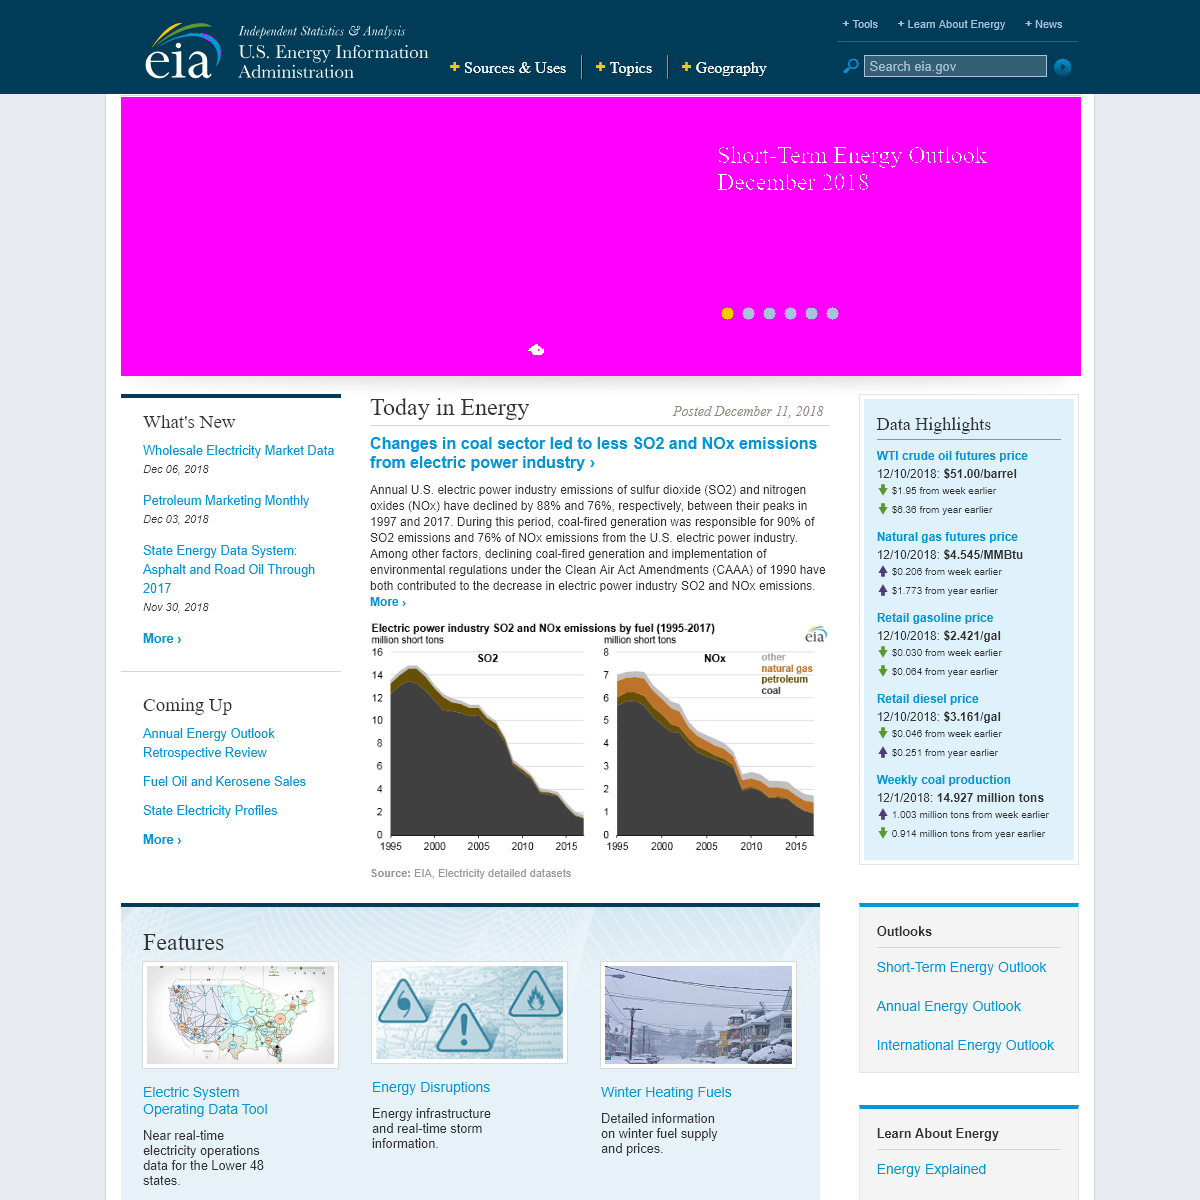 + Tools + Learn About Energy + News
eia
Independent Statistics & Analysis
U.S. Energy Information
Administration
+ Sources & Uses + Topics + Geography
Search eia.gov
Short-Term Energy Outlook
December 2018
What's New
Wholesale Electricity Market Data
Dec 06, 2018
Petroleum Marketing Monthly
Dec 03, 2018
State Energy Data System:
Asphalt and Road Oil Through
2017
Nov 30, 2018
More ›
Coming Up
Annual Energy Outlook
Retrospective Review
Fuel Oil and Kerosene Sales
State Electricity Profiles
More ›
Today in Energy
Posted December 11, 2018
Changes in coal sector led to less SO2 and NOx emissions
from electric power industry ›
Annual U.S. electric power industry emissions of sulfur dioxide (SO2) and nitrogen
oxides (NOx) have declined by 88% and 76%, respectively, between their peaks in
1997 and 2017. During this period, coal-fired generation was responsible for 90% of
SO2 emissions and 76% of NOx emissions from the U.S. electric power industry.
Among other factors, declining coal-fired generation and implementation of
environmental regulations under the Clean Air Act Amendments (CAAA) of 1990 have
both contributed to the decrease in electric power industry SO2 and NOx emissions.
More ›
Electric power industry SO2 and NOx emissions by fuel (1995-2017)
eia
million short tons
16
14
12
10
8
6
4
2
0
SO2
1995 2000 2005 2010 2015
million short tons
8
7
6
5
4
3
2
1
0
NOx
other
natural gas
petroleum
coal
1995 2000 2005 2010 2015
Source: EIA, Electricity detailed datasets
Data Highlights
WTI crude oil futures price
12/10/2018: $51.00/barrel
$1.95 from week earlier
$6.36 from year earlier
Natural gas futures price
12/10/2018: $4.545/MMBtu
$0.206 from week earlier
$1.773 from year earlier
Retail gasoline price
12/10/2018: $2.421/gal
$0.030 from week earlier
$0.064 from year earlier
Retail diesel price
12/10/2018: $3.161/gal
$0.046 from week earlier
$0.251 from year earlier
Weekly coal production
12/1/2018: 14.927 million tons
1.003 million tons from week earlier
0.914 million tons from year earlier
Features
Electric System
Operating Data Tool
Near real-time
electricity operations
data for the Lower 48
states.
Energy Disruptions
Energy infrastructure
and real-time storm
information.
Winter Heating Fuels
Detailed information
on winter fuel supply
and prices.
Outlooks
Short-Term Energy Outlook
Annual Energy Outlook
International Energy Outlook
Learn About Energy
Energy Explained